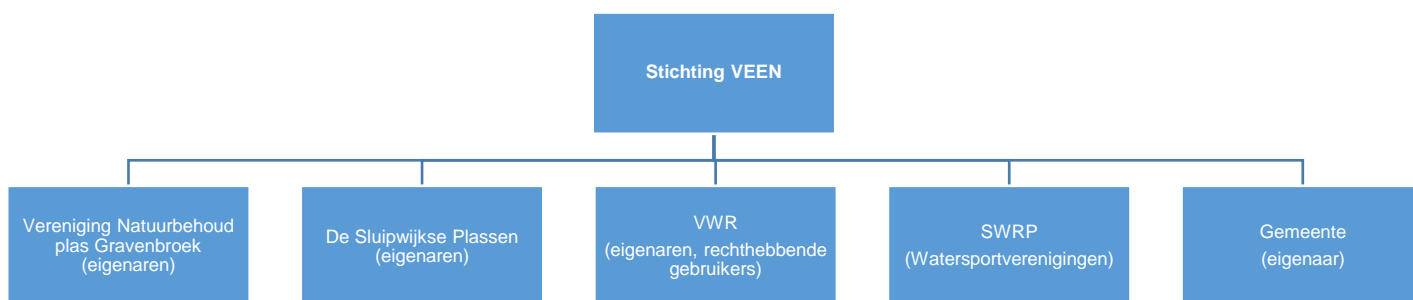 Stichting VEEN
Vereniging Natuurbehoud
plas Gravenbroek
(eigenaren)
De Sluipwijkse Plassen
(eigenaren)
VWR
(eigenaren, rechthebbende
gebruikers)
SWRP
(Watersportverenigingen)
Gemeente
(eigenaar)